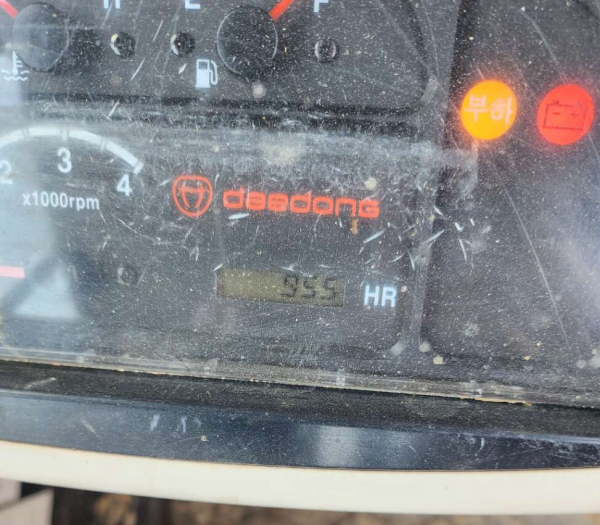 H E F
부하
2 3 4
x1000rpm
daedong
955 HR